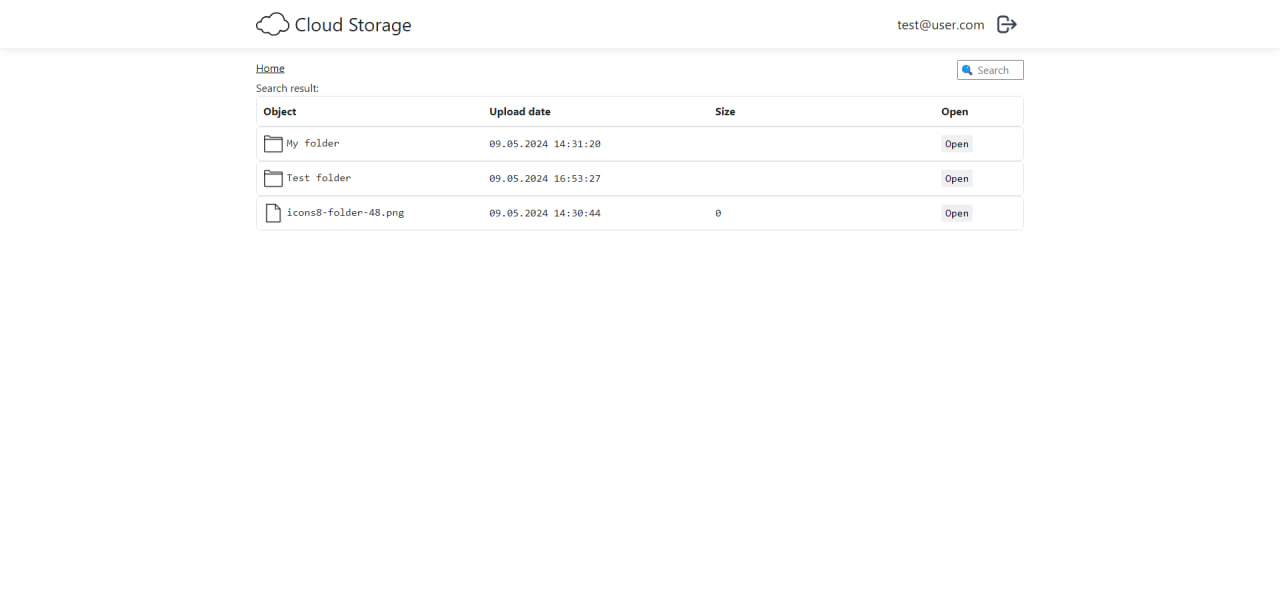 Cloud Storage test@user.com
Home Search
Search result:
Object Upload date Size Open
My folder 09.05.2024 14:31:20 Open
Test folder 09.05.2024 16:53:27 Open
icons8-folder-48.png 09.05.2024 14:30:44 0 Open